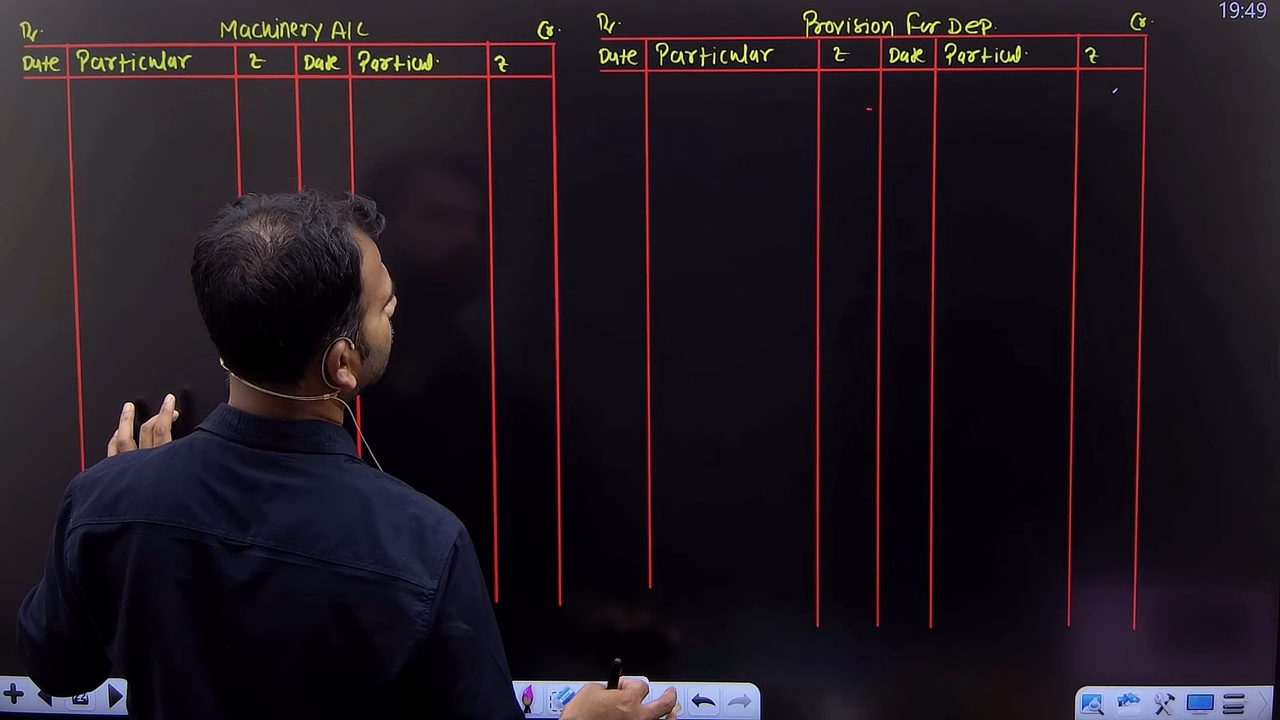 Dr. Machinery A/C Cr.
Date Particular ₹ Date Particul. ₹
Dr. Provision For Dep. Cr.
Date Particular ₹ Date Particul. ₹
19:49